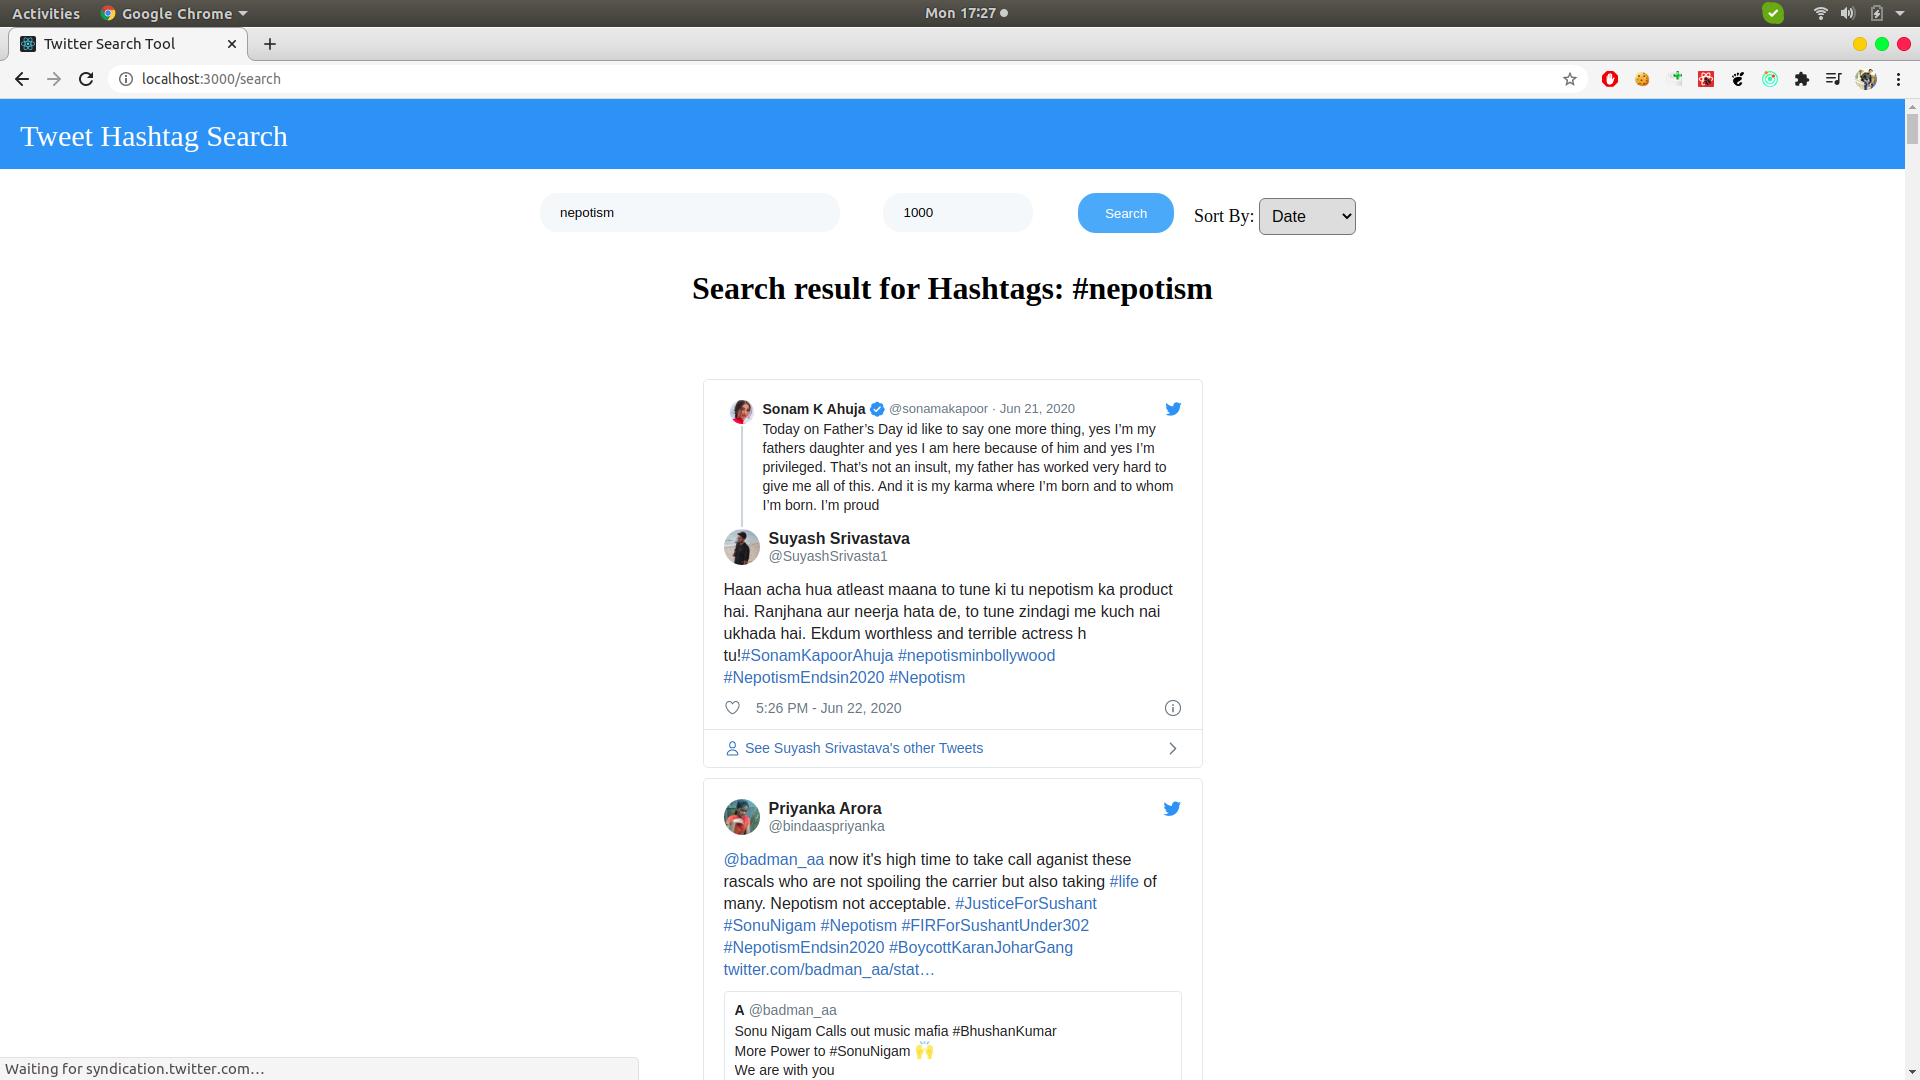 Activities
Google Chrome
Mon 17:27
Twitter Search Tool
localhost:3000/search
Tweet Hashtag Search
nepotism
1000
Search
Sort By:
Date
Search result for Hashtags: #nepotism
Sonam K Ahuja @sonamakapoor · Jun 21, 2020
Today on Father’s Day id like to say one more thing, yes I’m my
fathers daughter and yes I am here because of him and yes I’m
privileged. That’s not an insult, my father has worked very hard to
give me all of this. And it is my karma where I’m born and to whom
I’m born. I’m proud
Suyash Srivastava
@SuyashSrivasta1
Haan acha hua atleast maana to tune ki tu nepotism ka product
hai. Ranjhana aur neerja hata de, to tune zindagi me kuch nai
ukhada hai. Ekdum worthless and terrible actress h
tu!#SonamKapoorAhuja #nepotisminbollywood
#NepotismEndsin2020 #Nepotism
5:26 PM - Jun 22, 2020
See Suyash Srivastava's other Tweets
Priyanka Arora
@bindaaspriyanka
@badman_aa now it's high time to take call aganist these
rascals who are not spoiling the carrier but also taking #life of
many. Nepotism not acceptable. #JusticeForSushant
#SonuNigam #Nepotism #FIRForSushantUnder302
#NepotismEndsin2020 #BoycottKaranJoharGang
twitter.com/badman_aa/stat…
A @badman_aa
Sonu Nigam Calls out music mafia #BhushanKumar
More Power to #SonuNigam 🙌
We are with you
Waiting for syndication.twitter.com…